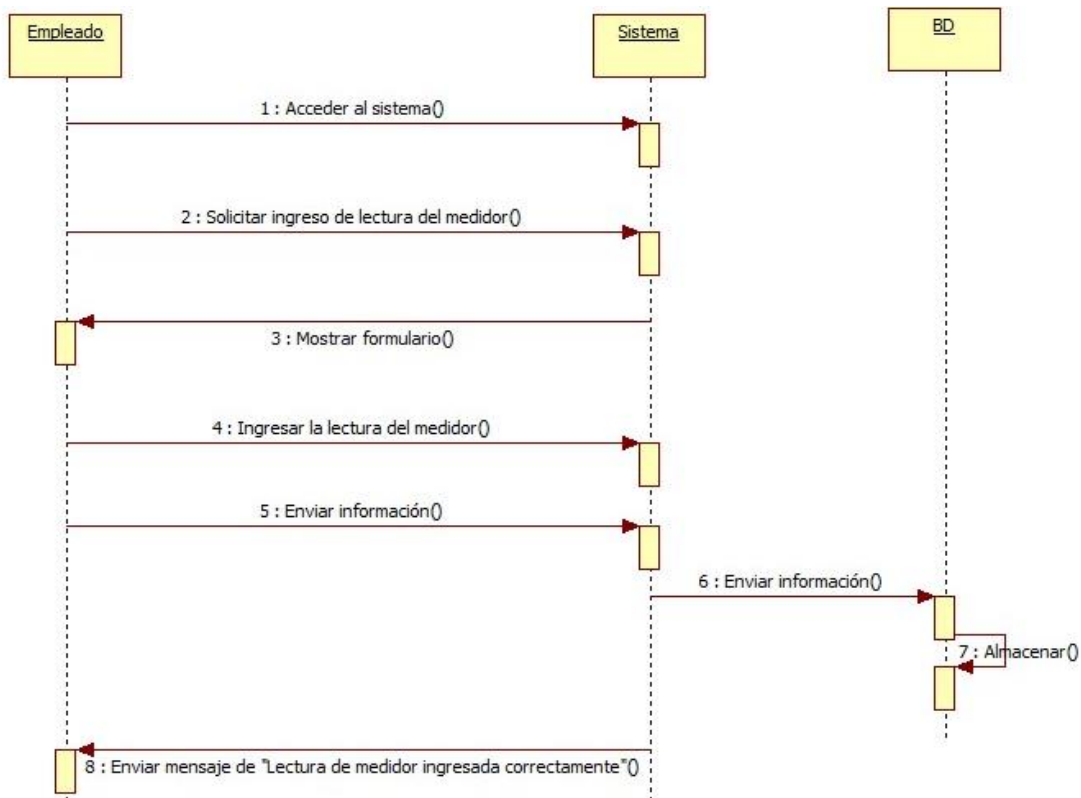 Empleado
Sistema
BD
1 : Acceder al sistema()
2 : Solicitar ingreso de lectura del medidor()
3 : Mostrar formulario()
4 : Ingresar la lectura del medidor()
5 : Enviar información()
6 : Enviar información()
7 : Almacenar()
8 : Enviar mensaje de "Lectura de medidor ingresada correctamente"()